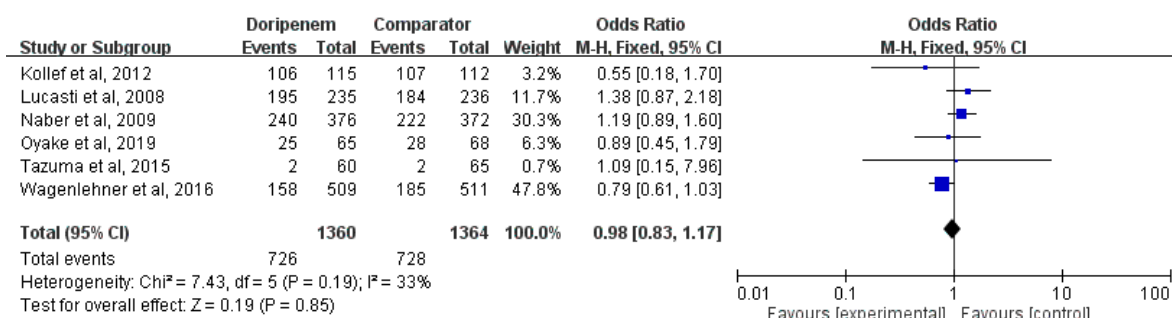 Doripenem Comparator Odds Ratio Odds Ratio
Study or Subgroup Events Total Events Total Weight M-H, Fixed, 95% CI M-H, Fixed, 95% CI
Kollef et al, 2012 106 115 107 112 3.2% 0.55 [0.18, 1.70]
Lucasti et al, 2008 195 235 184 236 11.7% 1.38 [0.87, 2.18]
Naber et al, 2009 240 376 222 372 30.3% 1.19 [0.89, 1.60]
Oyake et al, 2019 25 65 28 68 6.3% 0.89 [0.45, 1.79]
Tazuma et al, 2015 2 60 2 65 0.7% 1.09 [0.15, 7.96]
Wagenlehner et al, 2016 158 509 185 511 47.8% 0.79 [0.61, 1.03]
Total (95% CI) 1360 1364 100.0% 0.98 [0.83, 1.17]
Total events 726 728
Heterogeneity: Chi² = 7.43, df = 5 (P = 0.19); I² = 33%
Test for overall effect: Z = 0.19 (P = 0.85)
0.01 0.1 1 10 100
Favours [experimental] Favours [control]